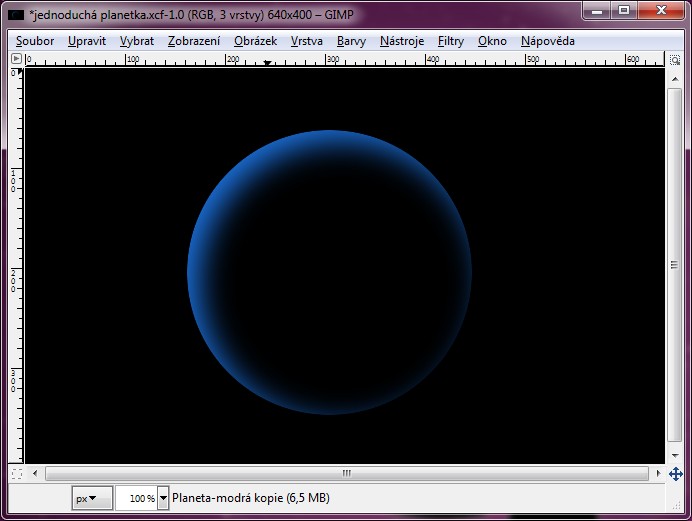 *jednoduchá planetka.xcf-1.0 (RGB, 3 vrstvy) 640x400 – GIMP
Soubor Upravit Vybrat Zobrazení Obrázek Vrstva Barvy Nástroje Filtry Okno Nápověda
0 100 200 300 400 500 600
0
100
200
300
px 100 % Planeta-modrá kopie (6,5 MB)